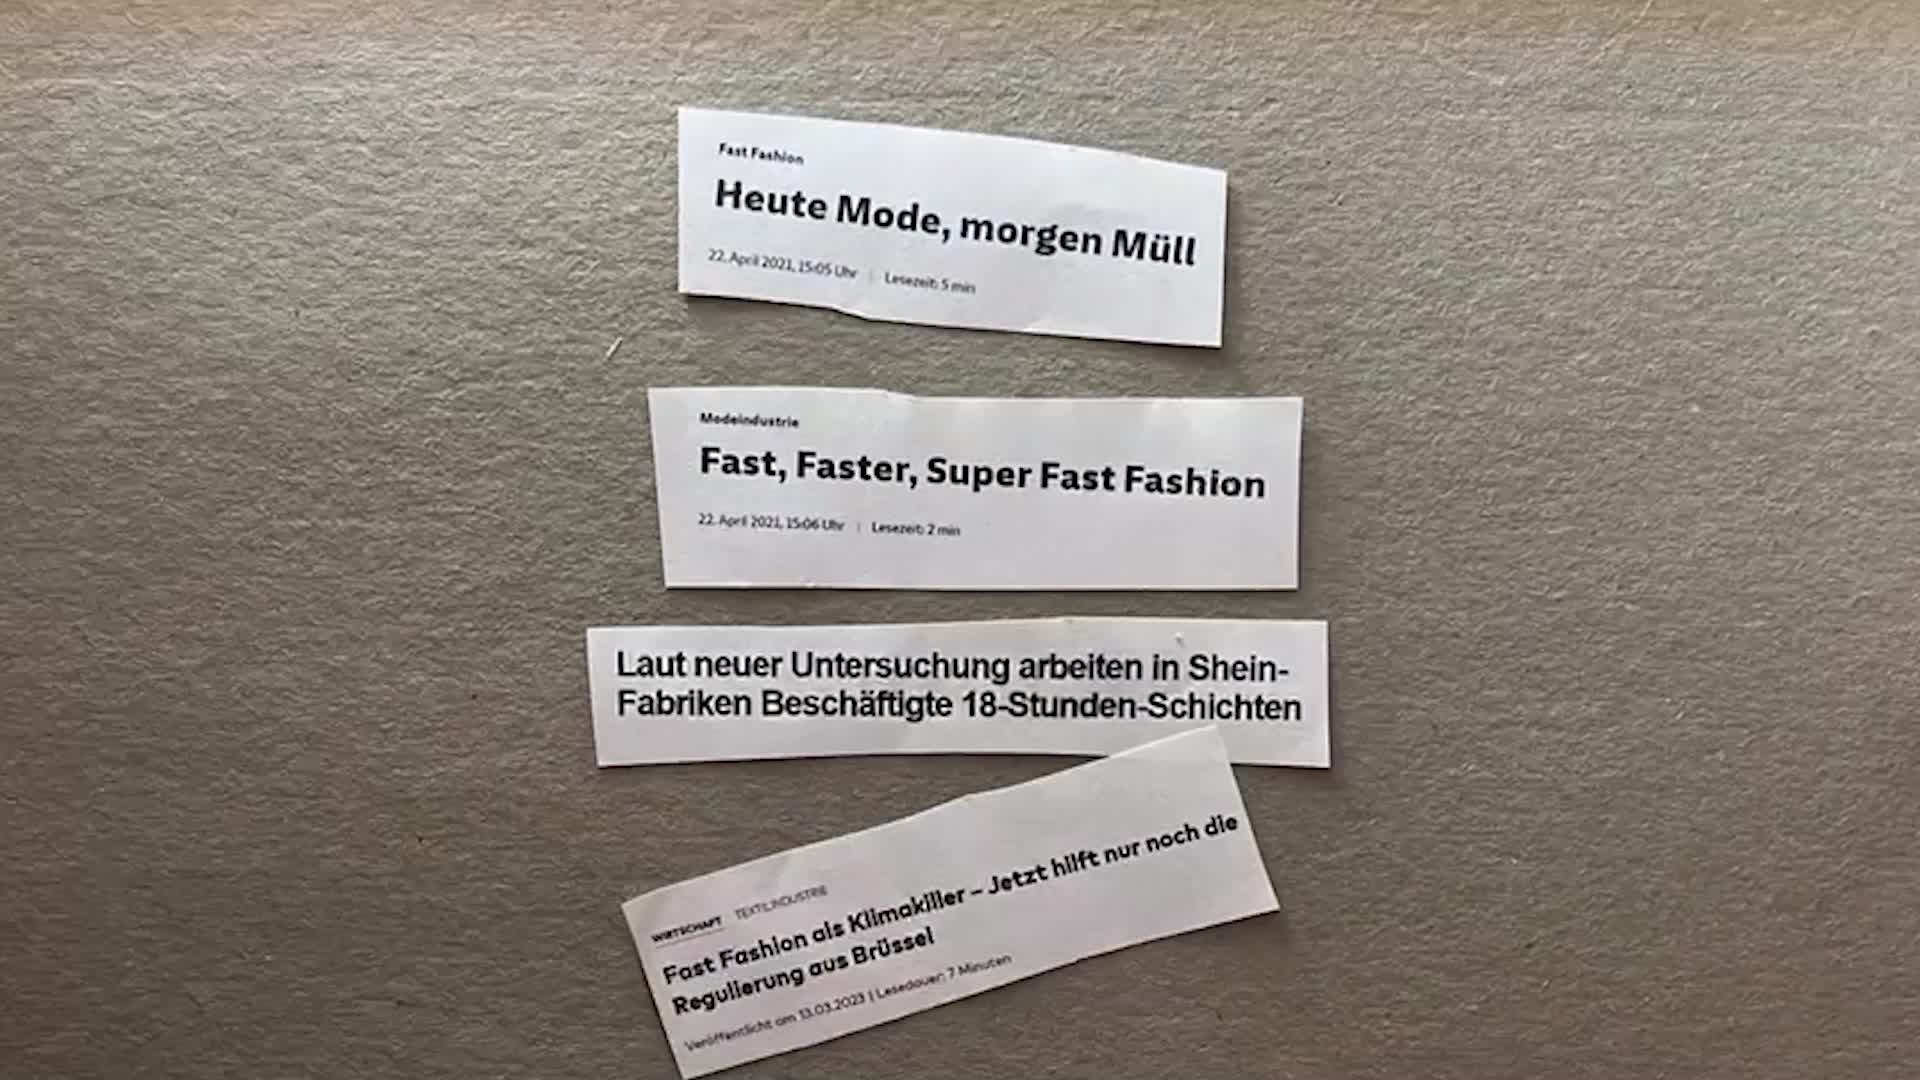 Fast Fashion
Heute Mode, morgen Müll
22. April 2021, 15:05 Uhr | Lesezeit: 5 min
Modeindustrie
Fast, Faster, Super Fast Fashion
22. April 2021, 15:06 Uhr | Lesezeit: 2 min
Laut neuer Untersuchung arbeiten in Shein-
Fabriken Beschäftigte 18-Stunden-Schichten
WIRTSCHAFT TEXTILINDUSTRIE
Fast Fashion als Klimakiller – Jetzt hilft nur noch die
Regulierung aus Brüssel
Veröffentlicht am 13.03.2023 | Lesedauer: 7 Minuten